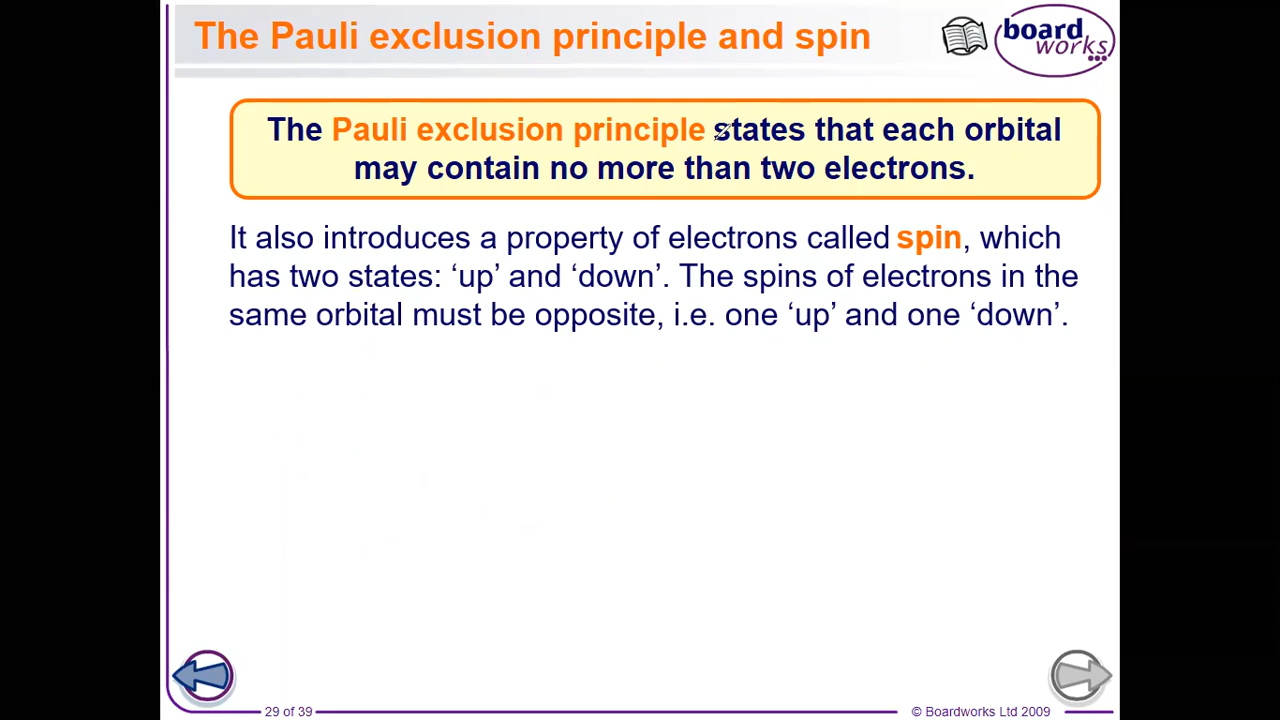 The Pauli exclusion principle and spin
board
works
The Pauli exclusion principle states that each orbital
may contain no more than two electrons.
It also introduces a property of electrons called spin, which
has two states: ‘up’ and ‘down’. The spins of electrons in the
same orbital must be opposite, i.e. one ‘up’ and one ‘down’.
29 of 39
© Boardworks Ltd 2009